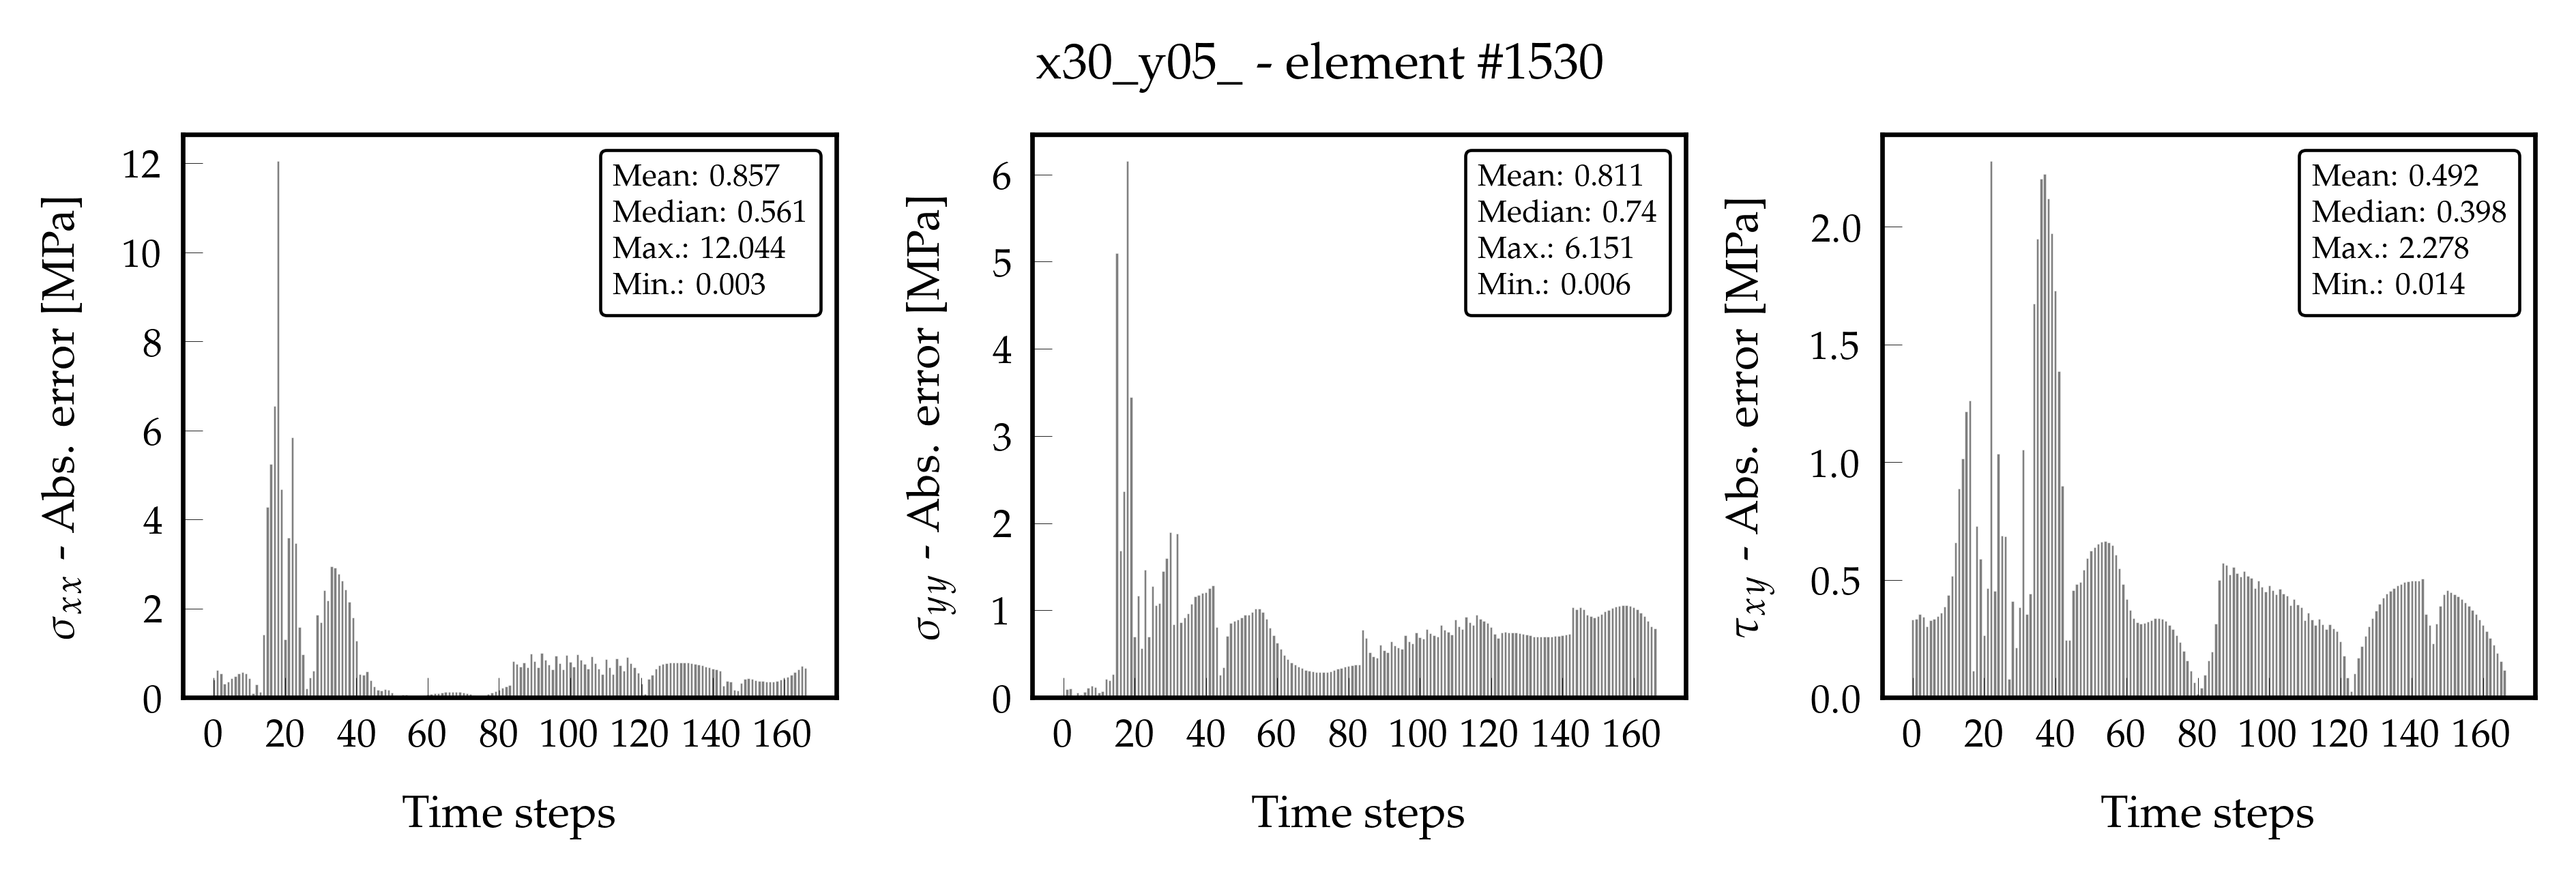 x30_y05_ - element #1530
σxx - Abs. error [MPa]
12
10
8
6
4
2
0
Mean: 0.857
Median: 0.561
Max.: 12.044
Min.: 0.003
0 20 40 60 80 100 120 140 160
Time steps
σyy - Abs. error [MPa]
6
5
4
3
2
1
0
Mean: 0.811
Median: 0.74
Max.: 6.151
Min.: 0.006
0 20 40 60 80 100 120 140 160
Time steps
τxy - Abs. error [MPa]
2.0
1.5
1.0
0.5
0.0
Mean: 0.492
Median: 0.398
Max.: 2.278
Min.: 0.014
0 20 40 60 80 100 120 140 160
Time steps